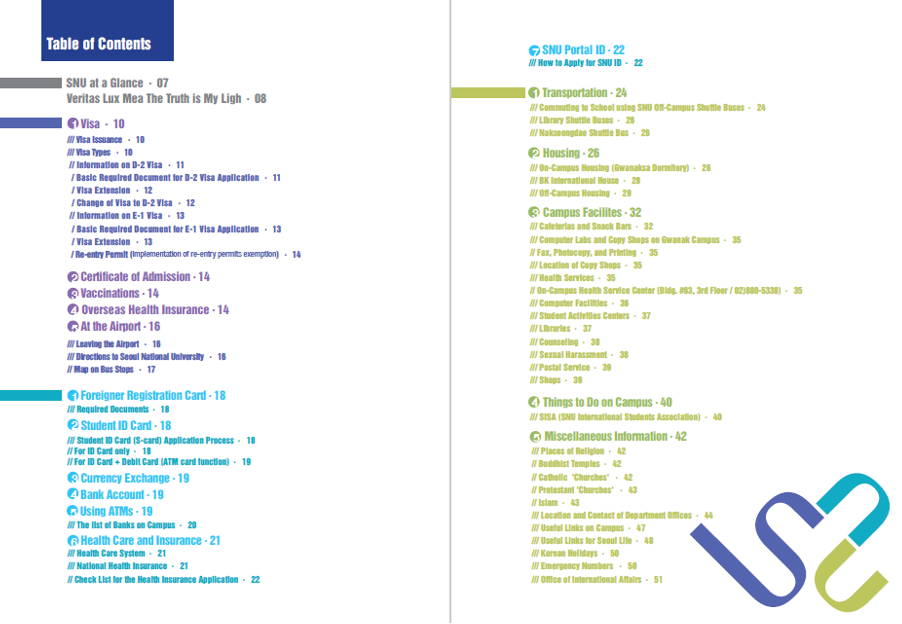 Table of Contents
SNU at a Glance · 07
Veritas Lux Mea The Truth is My Ligh · 08
1 Visa · 10
/// Visa Issuance · 10
/// Visa Types · 10
// Information on D-2 Visa · 11
/ Basic Required Document for D-2 Visa Application · 11
/ Visa Extension · 12
/ Change of Visa to D-2 Visa · 12
// Information on E-1 Visa · 13
/ Basic Required Document for E-1 Visa Application · 13
/ Visa Extension · 13
/ Re-entry Permit (Implementation of re-entry permits exemption) · 14
2 Certificate of Admission · 14
3 Vaccinations · 14
4 Overseas Health Insurance · 14
5 At the Airport · 16
/// Leaving the Airport · 16
/// Directions to Seoul National University · 16
// Map on Bus Stops · 17
1 Foreigner Registration Card · 18
/// Required Documents · 18
2 Student ID Card · 18
/// Student ID Card (S-card) Application Process · 18
// For ID Card only · 18
// For ID Card + Debit Card (ATM card function) · 19
3 Currency Exchange · 19
4 Bank Account · 19
5 Using ATMs · 19
/// The list of Banks on Campus · 20
6 Health Care and Insurance · 21
/// Health Care System · 21
/// National Health Insurance · 21
// Check List for the Health Insurance Application · 22
7 SNU Portal ID · 22
/// How to Apply for SNU ID · 22
1 Transportation · 24
/// Commuting to School using SNU Off-Campus Shuttle Buses · 24
/// Library Shuttle Buses · 26
/// Nakseongdae Shuttle Bus · 26
2 Housing · 26
/// On-Campus Housing (Gwanaksa Dormitory) · 26
/// BK International House · 28
/// Off-Campus Housing · 29
3 Campus Facilites · 32
/// Cafeterias and Snack Bars · 32
/// Computer Labs and Copy Shops on Gwanak Campus · 35
// Fax, Photocopy, and Printing · 35
/// Location of Copy Shops · 35
/// Health Services · 35
// On-Campus Health Service Center (Bldg. #63, 3rd Floor / 02)880-5338) · 35
/// Computer Facilities · 36
/// Student Activities Centers · 37
/// Libraries · 37
/// Counseling · 38
/// Sexual Harassment · 38
/// Postal Service · 39
/// Shops · 39
4 Things to Do on Campus · 40
/// SISA (SNU International Students Association) · 40
5 Miscellaneous Information · 42
/// Places of Religion · 42
// Buddhist Temples · 42
// Catholic 'Churches' · 42
// Protestant 'Churches' · 43
// Islam · 43
/// Location and Contact of Department Offices · 44
/// Useful Links on Campus · 47
/// Useful Links for Seoul Life · 48
/// Korean Holidays · 50
/// Emergency Numbers · 50
/// Office of International Affairs · 51